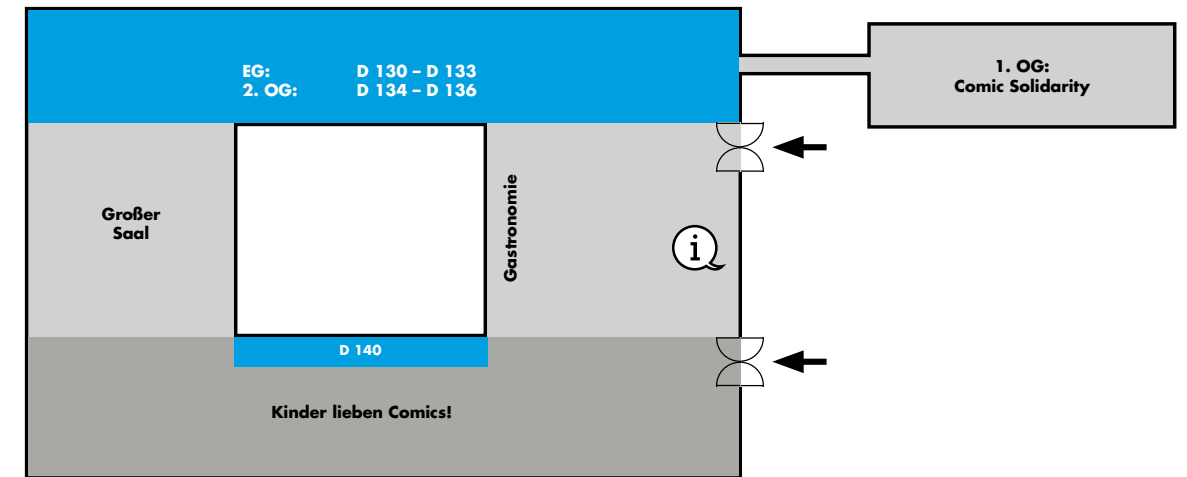 EG: D 130 – D 133
2. OG: D 134 – D 136
1. OG:
Comic Solidarity
Großer
Saal
Gastronomie
i
D 140
Kinder lieben Comics!